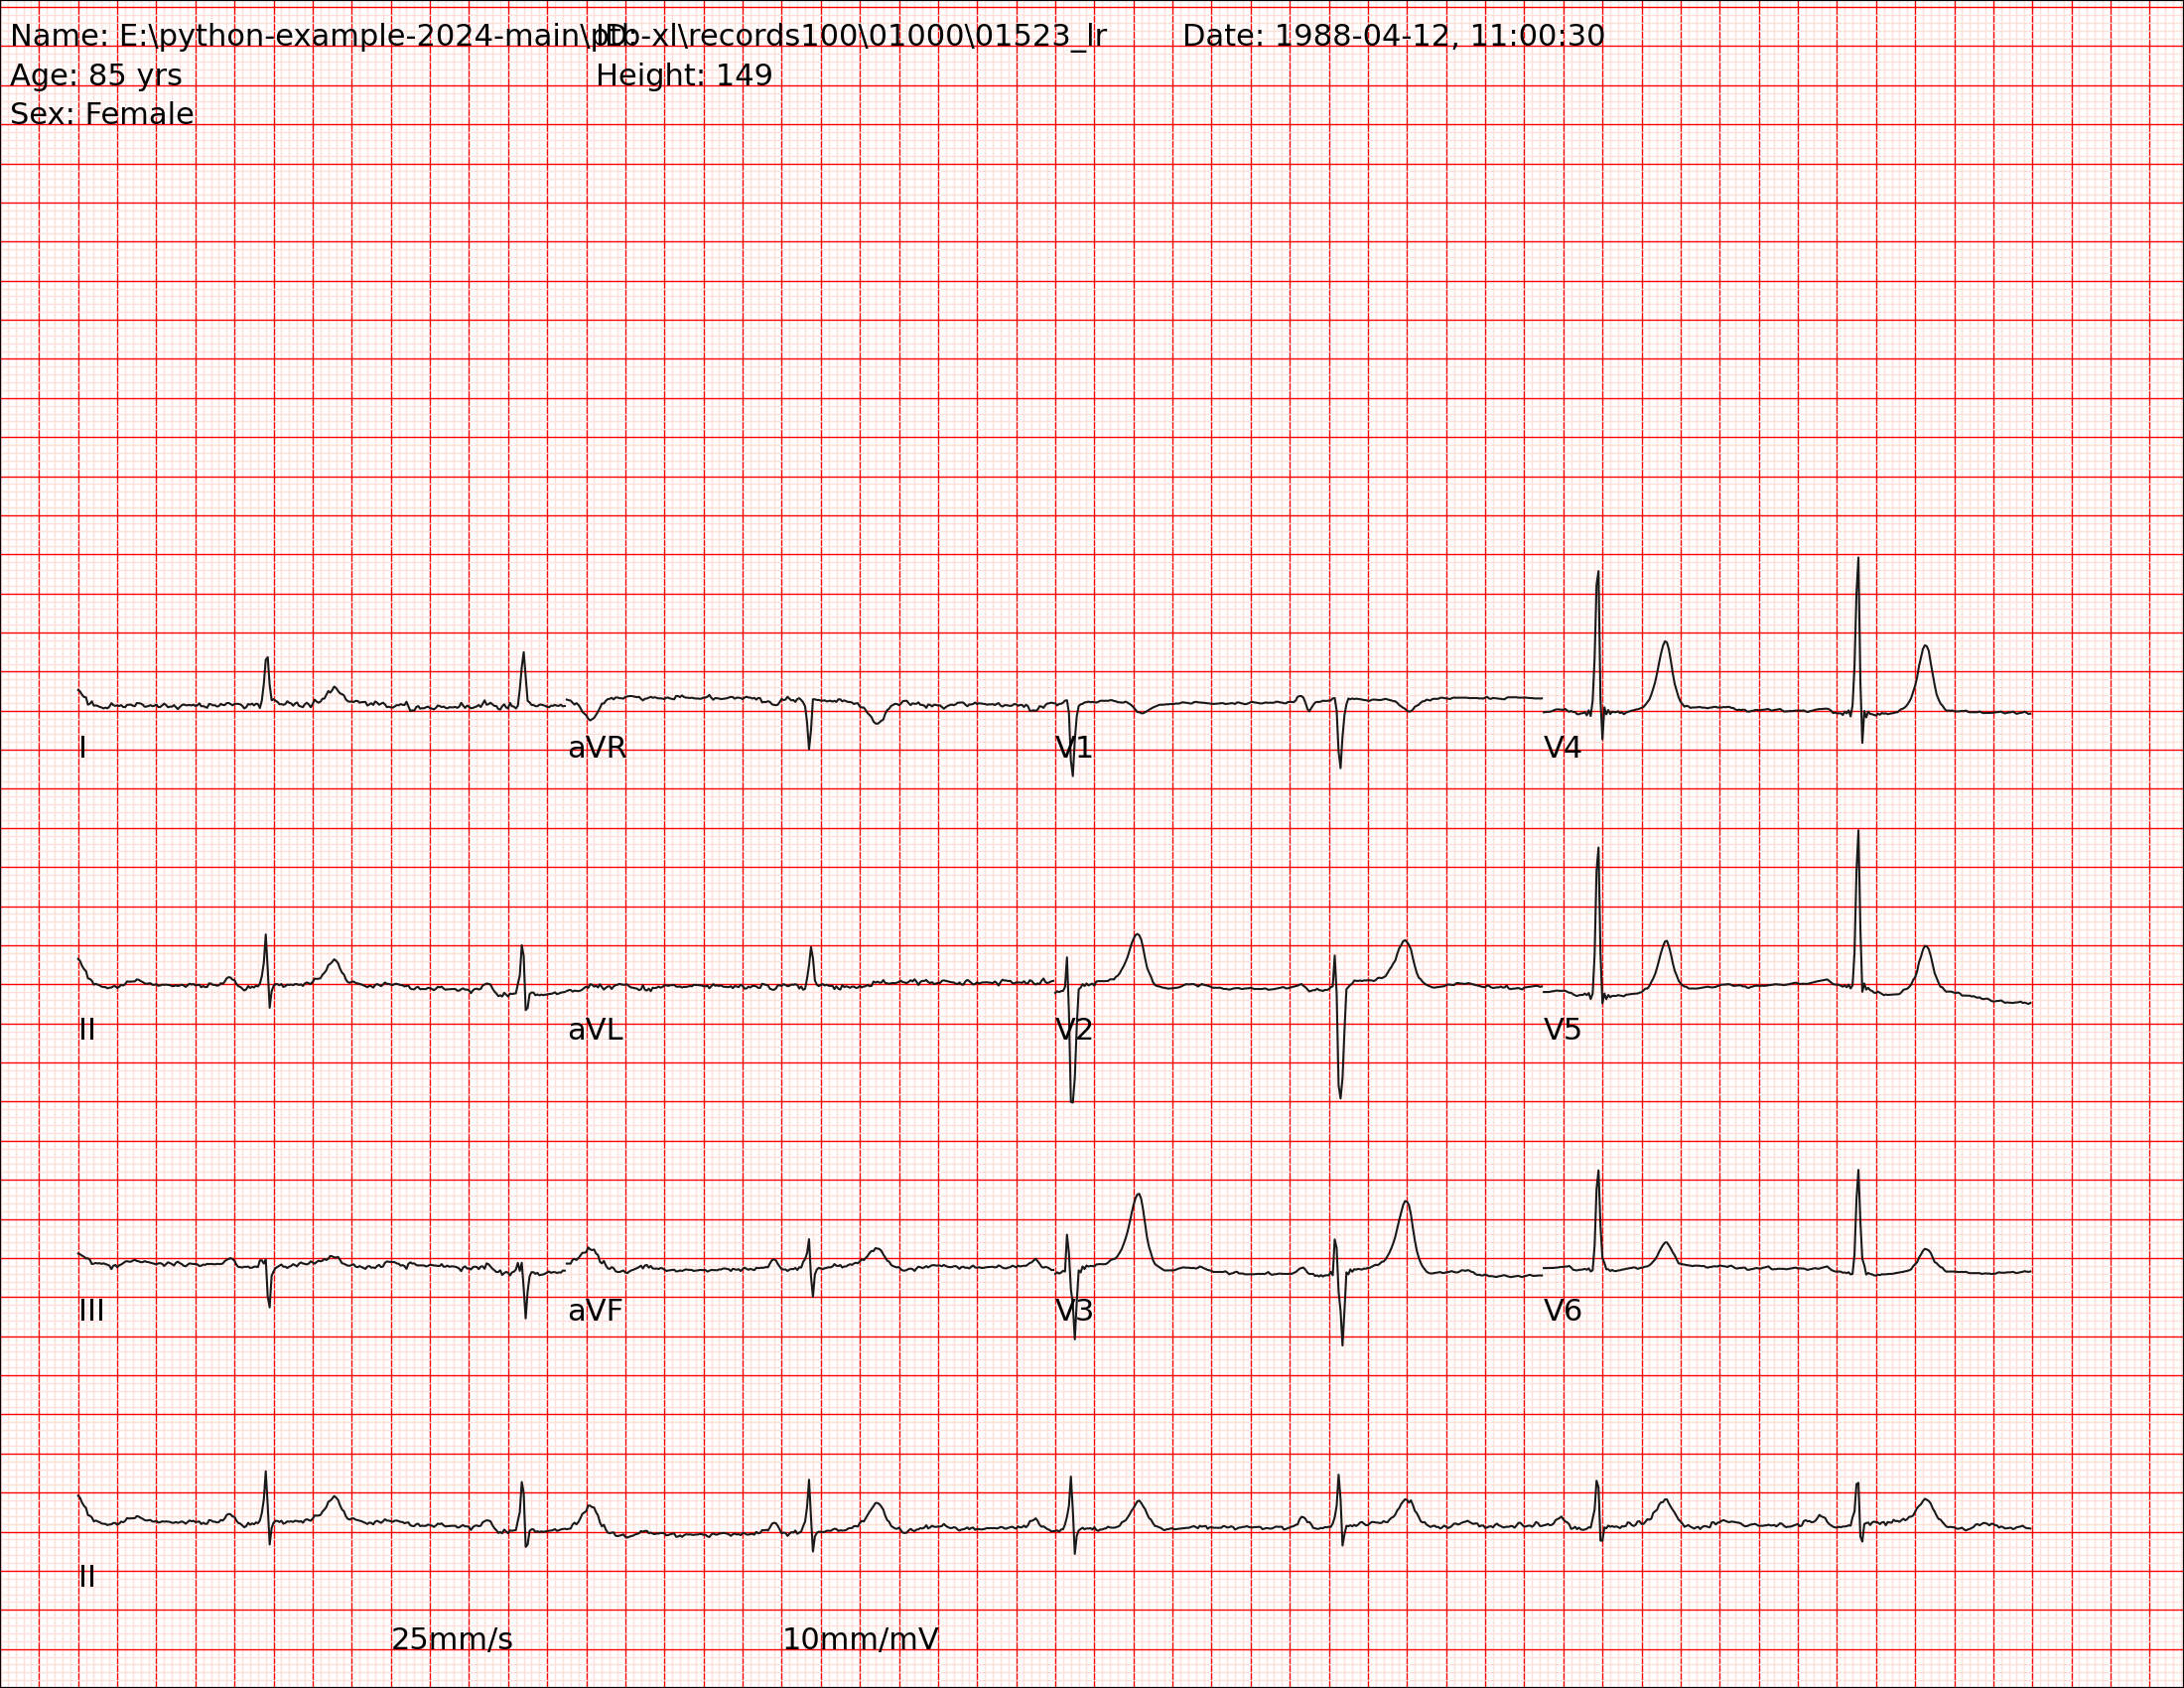 Name: E:\python-example-2024-main\ptb-xl\records100\01000\01523_lr ID: Date: 1988-04-12, 11:00:30
Age: 85 yrs Height: 149
Sex: Female
I aVR V1 V4
II aVL V2 V5
III aVF V3 V6
II
25mm/s 10mm/mV